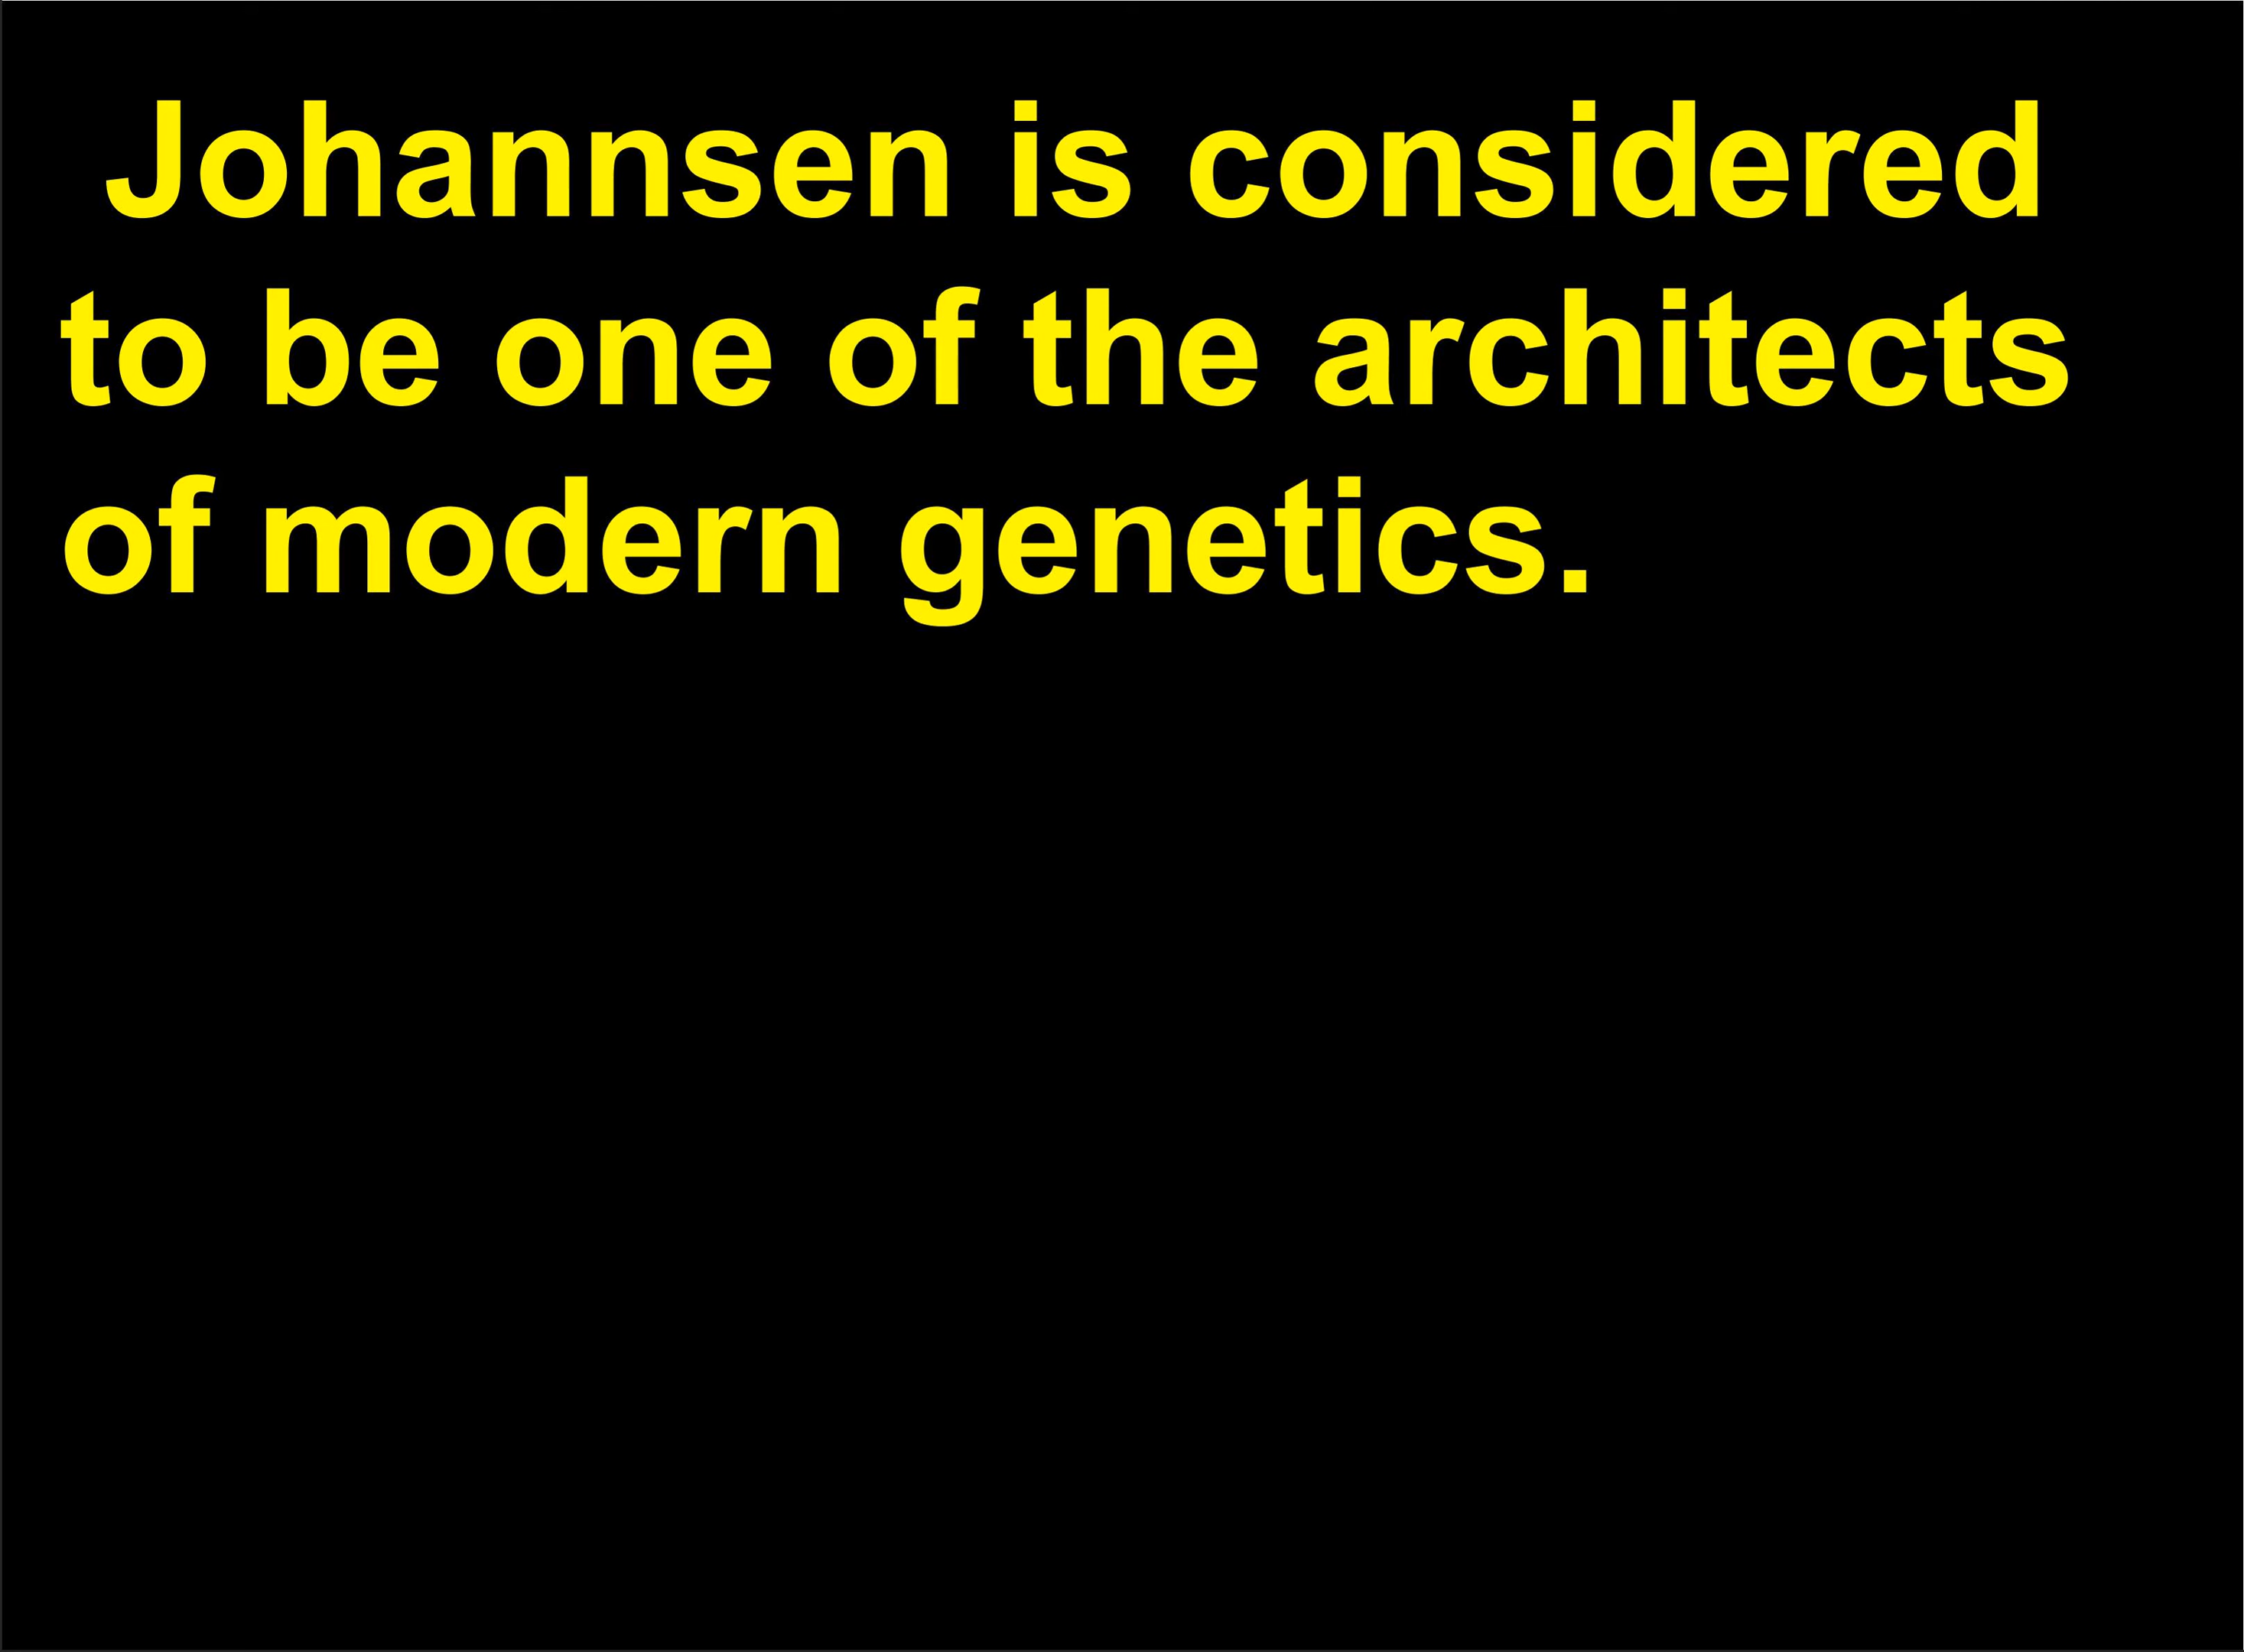 Johannsen is considered
to be one of the architects
of modern genetics.